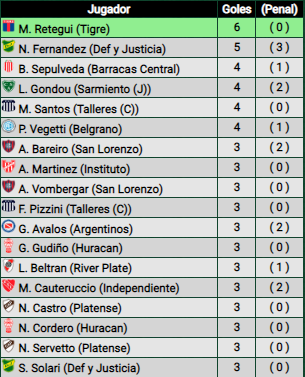 Jugador Goles (Penal)
M. Retegui (Tigre) 6 ( 0 )
N. Fernandez (Def y Justicia) 5 ( 3 )
B. Sepulveda (Barracas Central) 4 ( 1 )
L. Gondou (Sarmiento (J)) 4 ( 2 )
M. Santos (Talleres (C)) 4 ( 0 )
P. Vegetti (Belgrano) 4 ( 1 )
A. Bareiro (San Lorenzo) 3 ( 2 )
A. Martinez (Instituto) 3 ( 0 )
A. Vombergar (San Lorenzo) 3 ( 0 )
F. Pizzini (Talleres (C)) 3 ( 0 )
G. Avalos (Argentinos) 3 ( 2 )
G. Gudiño (Huracan) 3 ( 0 )
L. Beltran (River Plate) 3 ( 1 )
M. Cauteruccio (Independiente) 3 ( 2 )
N. Castro (Platense) 3 ( 0 )
N. Cordero (Huracan) 3 ( 0 )
N. Servetto (Platense) 3 ( 0 )
S. Solari (Def y Justicia) 3 ( 0 )